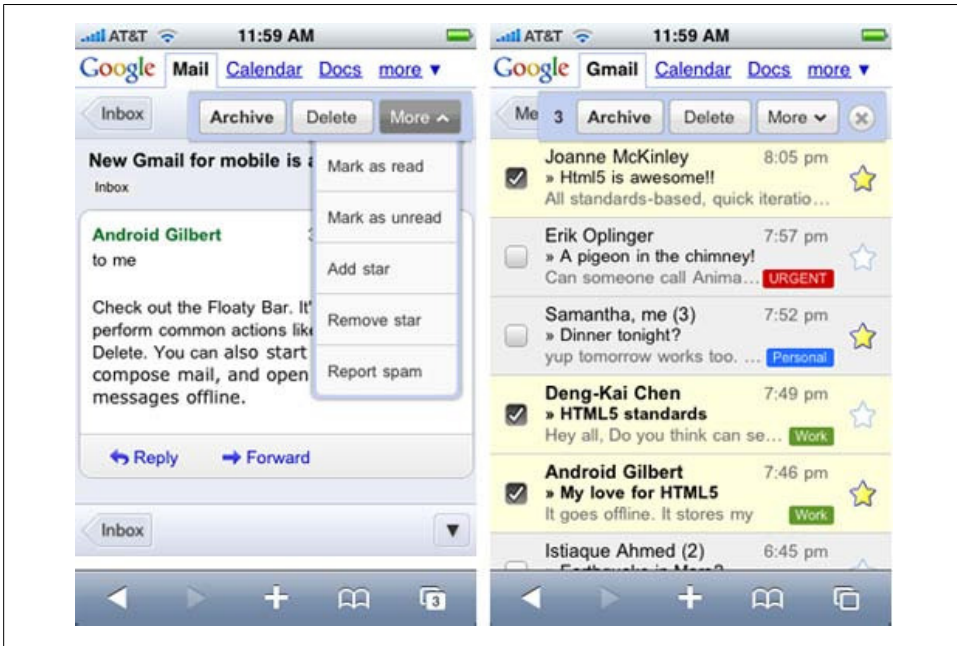 AT&T 11:59 AM
Google Mail Calendar Docs more ▼
Inbox Archive Delete More
New Gmail for mobile is
Inbox
Mark as read
Mark as unread
Add star
Remove star
Report spam
Android Gilbert
to me
Check out the Floaty Bar. It'
perform common actions lik
Delete. You can also start
compose mail, and open
messages offline.
Reply Forward
Inbox ▼
3
AT&T 11:59 AM
Google Gmail Calendar Docs more ▼
Me 3 Archive Delete More
Joanne McKinley 8:05 pm
» Html5 is awesome!!
All standards-based, quick iteratio...
Erik Oplinger 7:57 pm
» A pigeon in the chimney!
Can someone call Anima... URGENT
Samantha, me (3) 7:52 pm
» Dinner tonight?
yup tomorrow works too. ... Personal
Deng-Kai Chen 7:49 pm
» HTML5 standards
Hey all, Do you think can se... Work
Android Gilbert 7:46 pm
» My love for HTML5
It goes offline. It stores my Work
Istiaque Ahmed (2) 6:45 pm